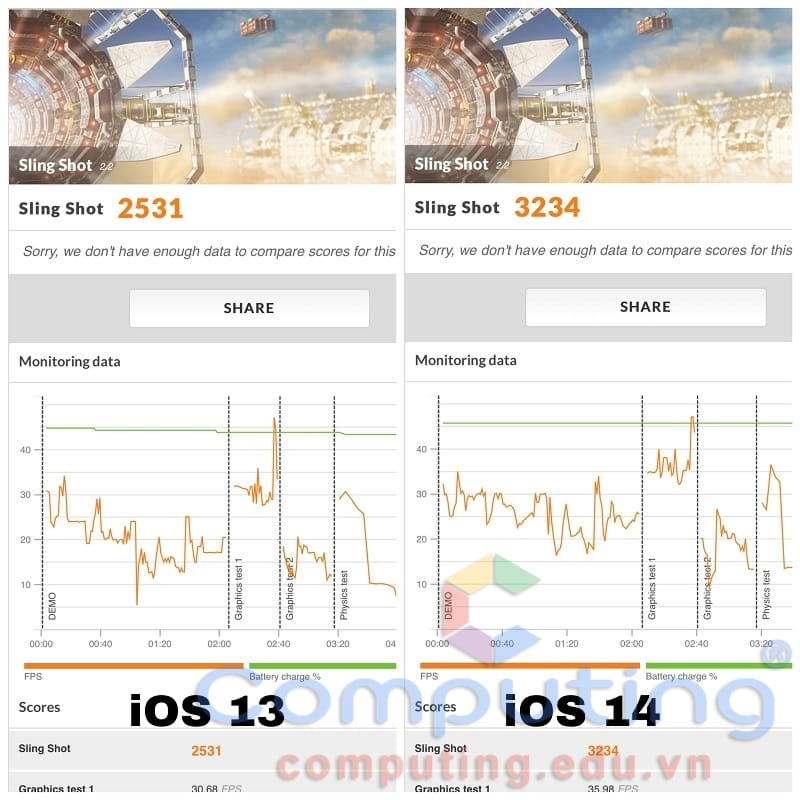 Sling Shot 2.2
Sling Shot 2531
Sorry, we don't have enough data to compare scores for this
SHARE
Monitoring data
40
30
20
10
DEMO
Graphics test 1
Graphics test 2
Physics test
00:00 00:40 01:20 02:00 02:40 03:20 04
FPS Battery charge %
Scores
iOS 13
Sling Shot 2531
Graphics test 1 30.68 FPS
Sling Shot 2.2
Sling Shot 3234
Sorry, we don't have enough data to compare scores for this
SHARE
Monitoring data
40
30
20
10
DEMO
Graphics test 1
Graphics test 2
Physics test
00:00 00:40 01:20 02:00 02:40 03:20
FPS Battery charge %
Scores
iOS 14
Sling Shot 3234
Graphics test 1 35.98 FPS
Computing
computing.edu.vn